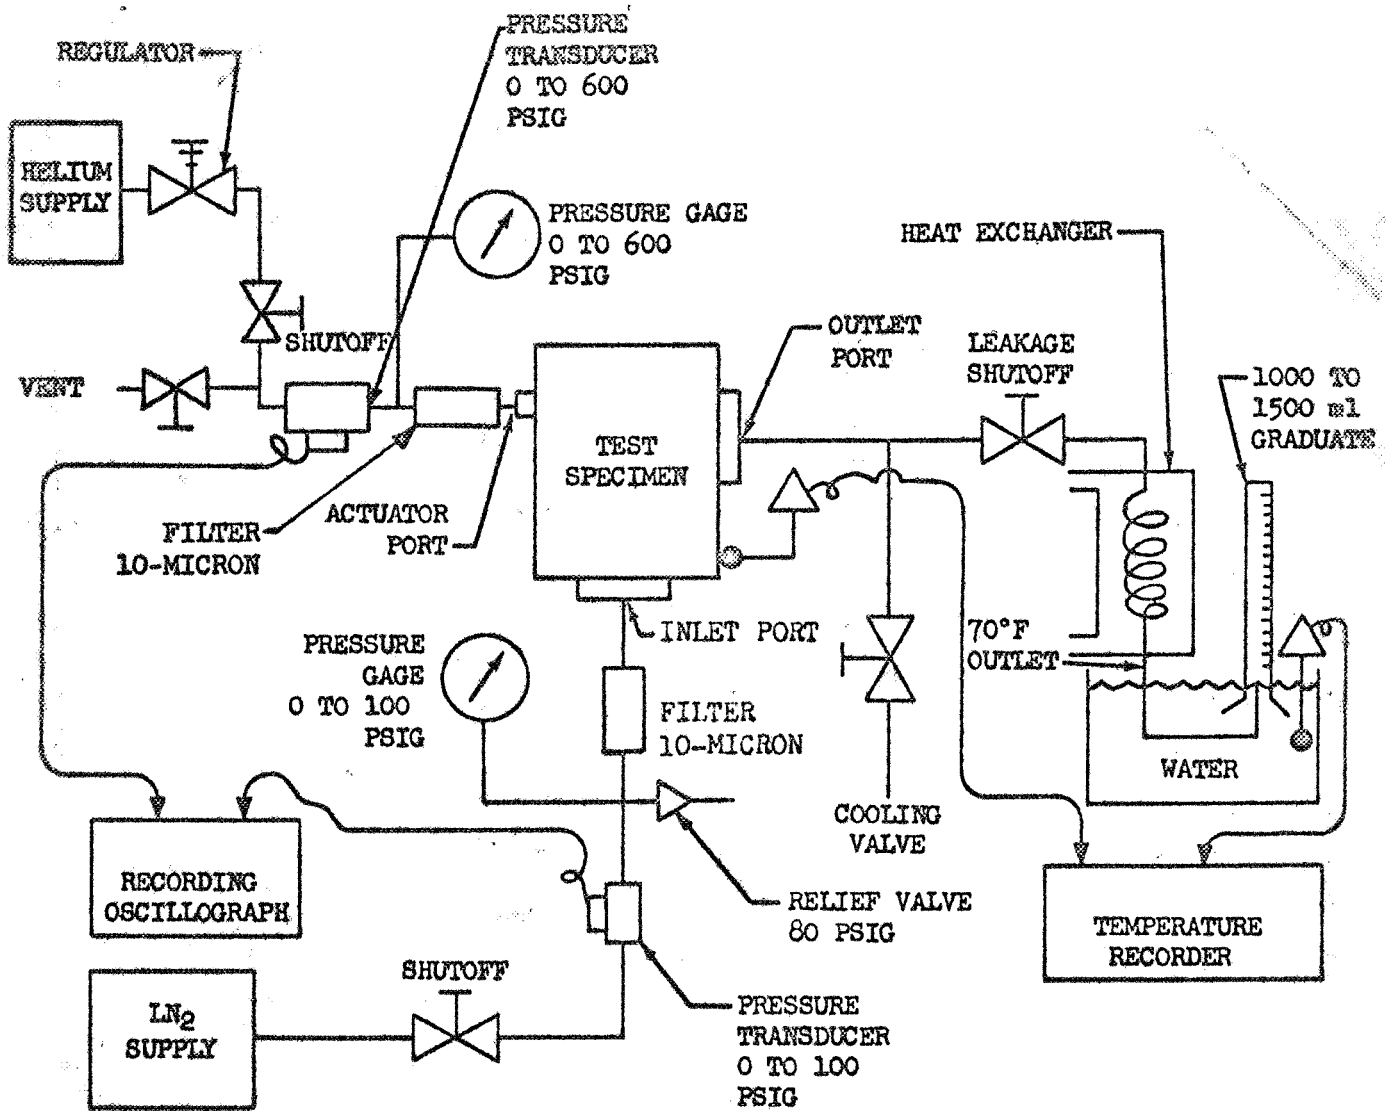 PRESSURE
TRANSDUCER
0 TO 600
PSIG
REGULATOR
HELIUM
SUPPLY
PRESSURE GAGE
0 TO 600
PSIG
HEAT EXCHANGER
SHUTOFF
VENT
OUTLET
PORT
LEAKAGE
SHUTOFF
1000 TO
1500 ml
GRADUATE
TEST
SPECIMEN
FILTER
10-MICRON
ACTUATOR
PORT
INLET PORT
70°F
OUTLET
PRESSURE
GAGE
0 TO 100
PSIG
FILTER
10-MICRON
WATER
COOLING
VALVE
RECORDING
OSCILLOGRAPH
RELIEF VALVE
80 PSIG
TEMPERATURE
RECORDER
SHUTOFF
LN2
SUPPLY
PRESSURE
TRANSDUCER
0 TO 100
PSIG